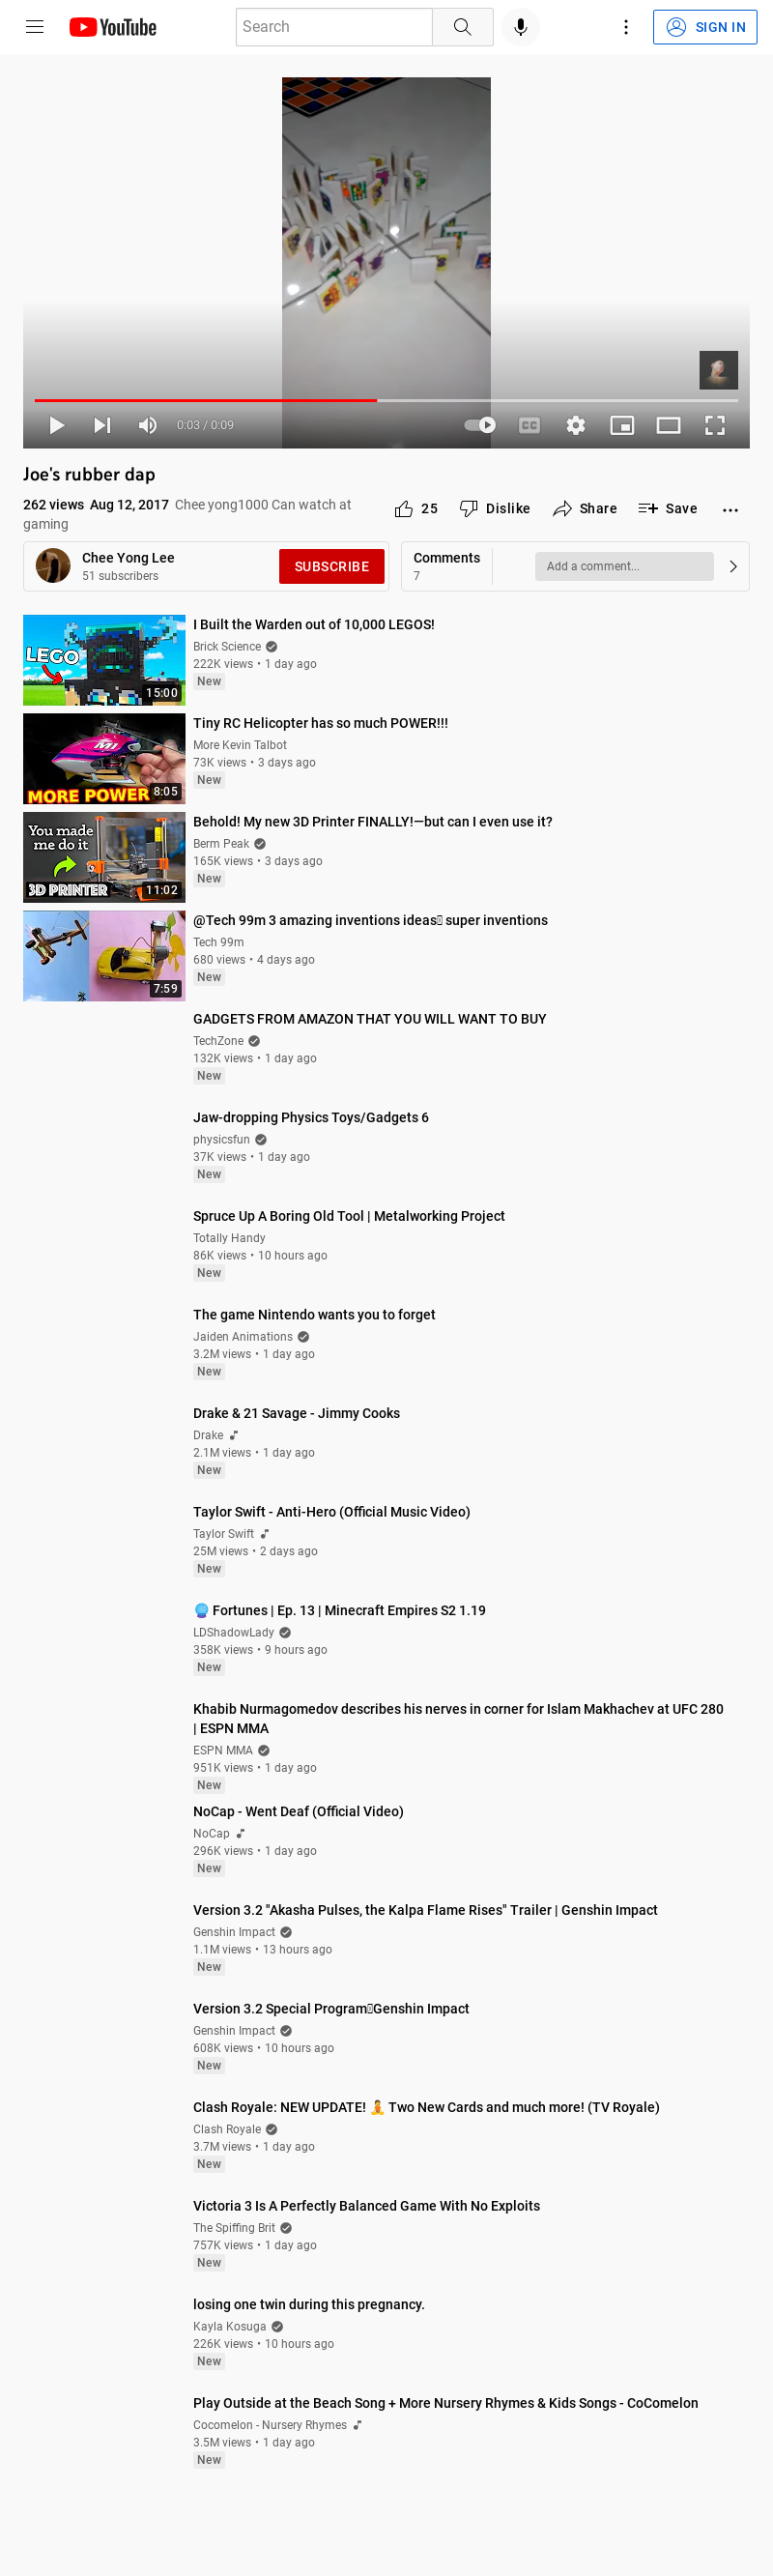 YouTube
Search
SIGN IN
0:03 / 0:09
CC
Joe's rubber dap
262 views Aug 12, 2017 Chee yong1000 Can watch at
gaming
25
Dislike
Share
Save
Chee Yong Lee
51 subscribers
SUBSCRIBE
Comments
7
Add a comment...
LEGO
15:00
I Built the Warden out of 10,000 LEGOS!
Brick Science
222K views • 1 day ago
New
M1
MORE POWER
8:05
Tiny RC Helicopter has so much POWER!!!
More Kevin Talbot
73K views • 3 days ago
New
You made
me do it
3D PRINTER
11:02
Behold! My new 3D Printer FINALLY!—but can I even use it?
Berm Peak
165K views • 3 days ago
New
7:59
@Tech 99m 3 amazing inventions ideas super inventions
Tech 99m
680 views • 4 days ago
New
GADGETS FROM AMAZON THAT YOU WILL WANT TO BUY
TechZone
132K views • 1 day ago
New
Jaw-dropping Physics Toys/Gadgets 6
physicsfun
37K views • 1 day ago
New
Spruce Up A Boring Old Tool | Metalworking Project
Totally Handy
86K views • 10 hours ago
New
The game Nintendo wants you to forget
Jaiden Animations
3.2M views • 1 day ago
New
Drake & 21 Savage - Jimmy Cooks
Drake
2.1M views • 1 day ago
New
Taylor Swift - Anti-Hero (Official Music Video)
Taylor Swift
25M views • 2 days ago
New
🔮 Fortunes | Ep. 13 | Minecraft Empires S2 1.19
LDShadowLady
358K views • 9 hours ago
New
Khabib Nurmagomedov describes his nerves in corner for Islam Makhachev at UFC 280
| ESPN MMA
ESPN MMA
951K views • 1 day ago
New
NoCap - Went Deaf (Official Video)
NoCap
296K views • 1 day ago
New
Version 3.2 "Akasha Pulses, the Kalpa Flame Rises" Trailer | Genshin Impact
Genshin Impact
1.1M views • 13 hours ago
New
Version 3.2 Special Program Genshin Impact
Genshin Impact
608K views • 10 hours ago
New
Clash Royale: NEW UPDATE! 🧘 Two New Cards and much more! (TV Royale)
Clash Royale
3.7M views • 1 day ago
New
Victoria 3 Is A Perfectly Balanced Game With No Exploits
The Spiffing Brit
757K views • 1 day ago
New
losing one twin during this pregnancy.
Kayla Kosuga
226K views • 10 hours ago
New
Play Outside at the Beach Song + More Nursery Rhymes & Kids Songs - CoComelon
Cocomelon - Nursery Rhymes
3.5M views • 1 day ago
New